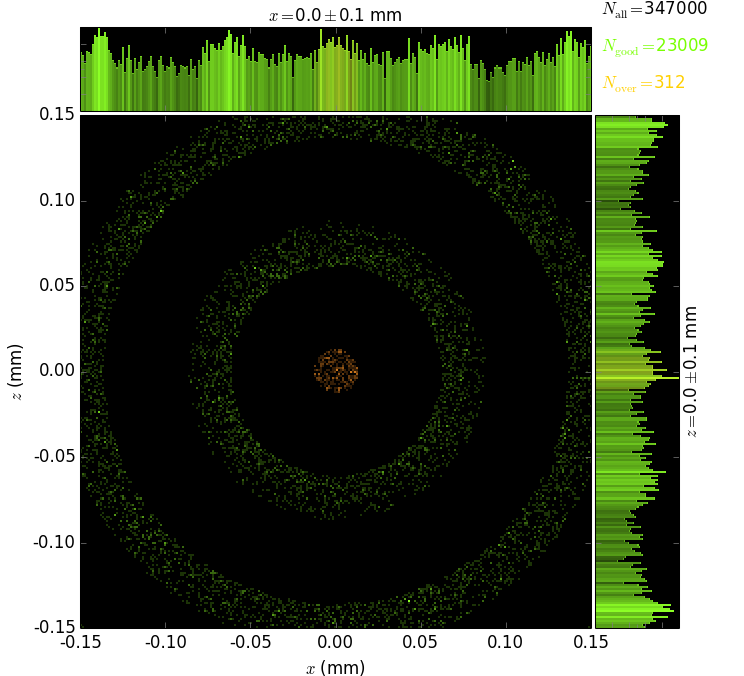 x=0.0±0.1 mm
N_all=347000
N_good=23009
N_over=312
0.15
0.10
0.05
0.00
-0.05
-0.10
-0.15
z (mm)
z=0.0±0.1 mm
-0.15 -0.10 -0.05 0.00 0.05 0.10 0.15
x (mm)